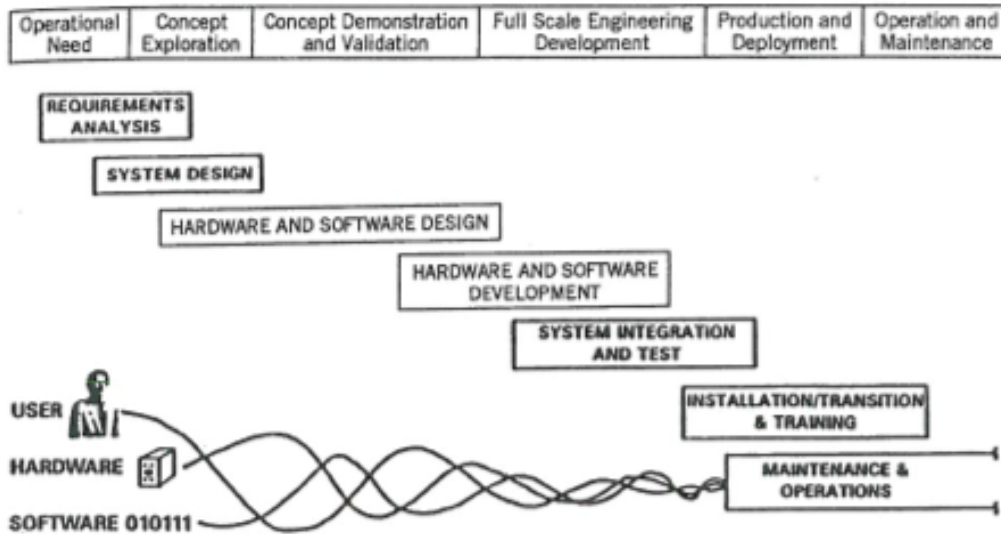 Operational Need
Concept Exploration
Concept Demonstration and Validation
Full Scale Engineering Development
Production and Deployment
Operation and Maintenance
REQUIREMENTS
ANALYSIS
SYSTEM DESIGN
HARDWARE AND SOFTWARE DESIGN
HARDWARE AND SOFTWARE
DEVELOPMENT
SYSTEM INTEGRATION
AND TEST
INSTALLATION/TRANSITION
& TRAINING
USER
HARDWARE
MAINTENANCE &
OPERATIONS
SOFTWARE 010111